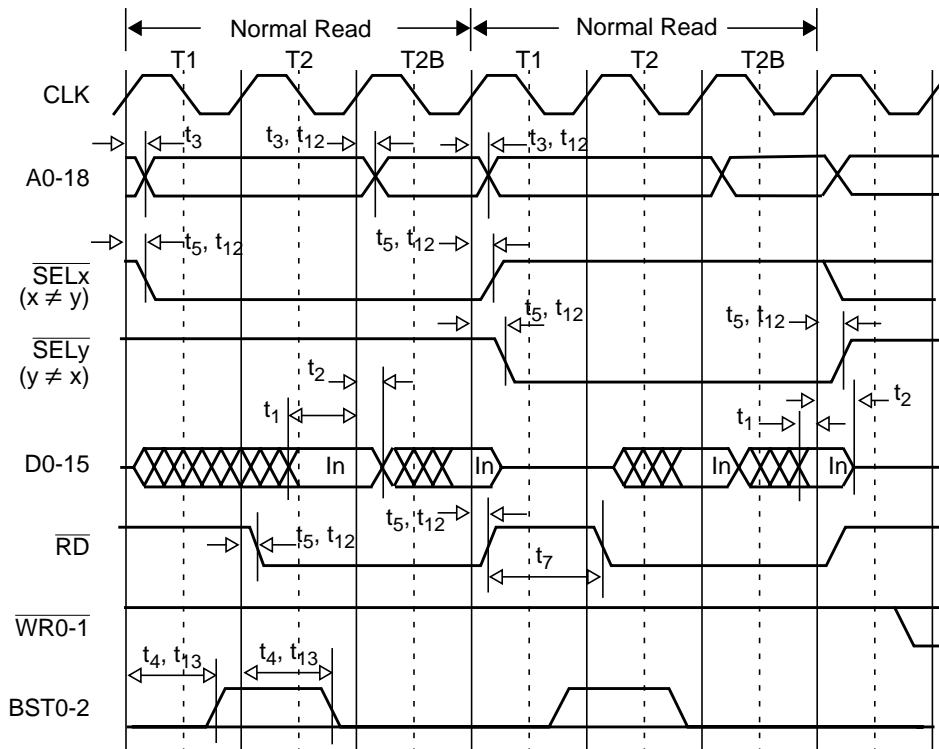 Normal Read Normal Read
T1 T2 T2B T1 T2 T2B
CLK
t3 t3, t12 t3, t12
A0-18
t5, t12 t5, t12
SELx
(x ≠ y)
t5, t12 t5, t12
SELy
(y ≠ x)
t2 t2
t1 t1
D0-15 In In In In
t5, t12
RD t5, t12
t7
WR0-1
t4, t13 t4, t13
BST0-2